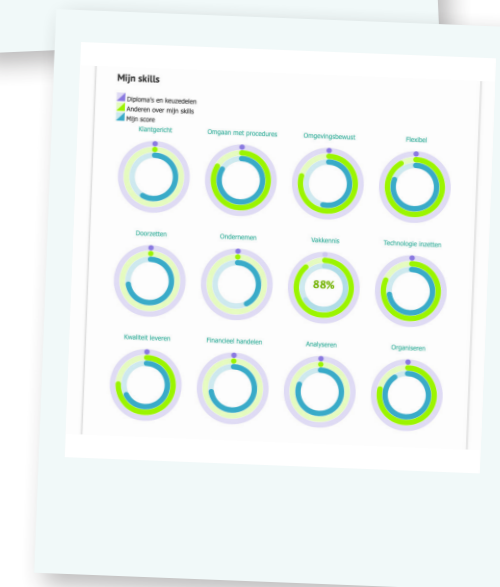 Mijn skills
Diploma's en keuzedelen
Anderen over mijn skills
Mijn score
Klantgericht
Omgaan met procedures
Omgevingsbewust
Flexibel
Doorzetten
Ondernemen
Vakkennis
Technologie inzetten
88%
Kwaliteit leveren
Financieel handelen
Analyseren
Organiseren